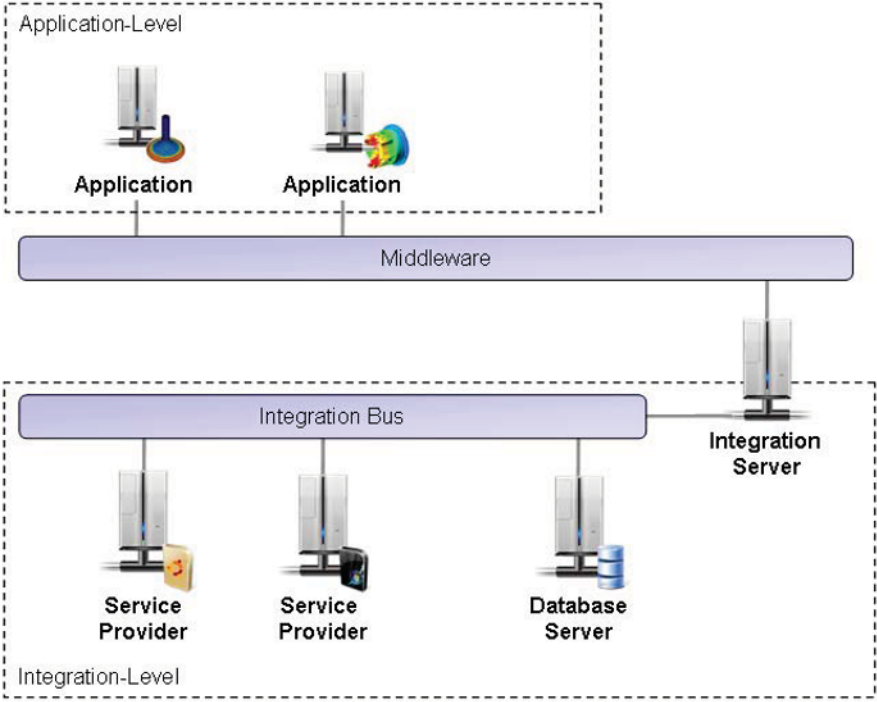 Application-Level
Application
Application
Middleware
Integration Bus
Integration
Server
Service
Provider
Service
Provider
Database
Server
Integration-Level